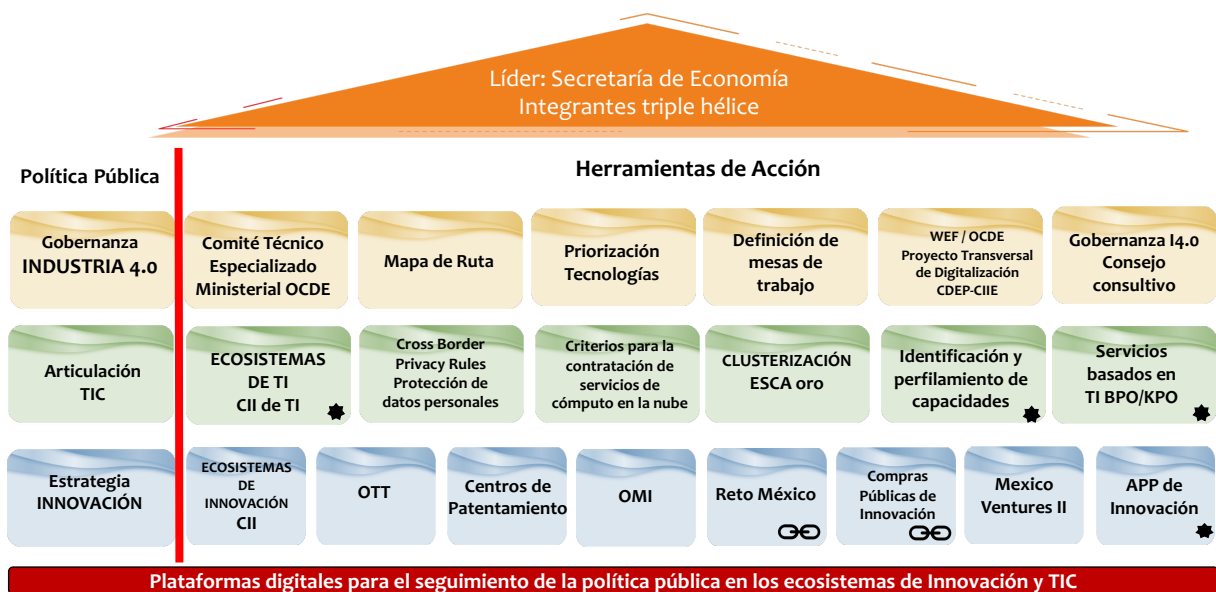 Líder: Secretaría de Economía
Integrantes triple hélice
Política Pública
Herramientas de Acción
Gobernanza
INDUSTRIA 4.0
Comité Técnico
Especializado
Ministerial OCDE
Mapa de Ruta
Priorización
Tecnologías
Definición de
mesas de
trabajo
WEF / OCDE
Proyecto Transversal
de Digitalización
CDEP-CIIE
Gobernanza I4.0
Consejo
consultivo
Articulación
TIC
ECOSISTEMAS
DE TI
CII de TI
Cross Border
Privacy Rules
Protección de
datos personales
Criterios para la
contratación de
servicios de
cómputo en la nube
CLUSTERIZACIÓN
ESCA oro
Identificación y
perfilamiento de
capacidades
Servicios
basados en
TI BPO/KPO
Estrategia
INNOVACIÓN
ECOSISTEMAS
DE
INNOVACIÓN
CII
OTT
Centros de
Patentamiento
OMI
Reto México
Compras
Públicas de
Innovación
Mexico
Ventures II
APP de
Innovación
Plataformas digitales para el seguimiento de la política pública en los ecosistemas de Innovación y TIC